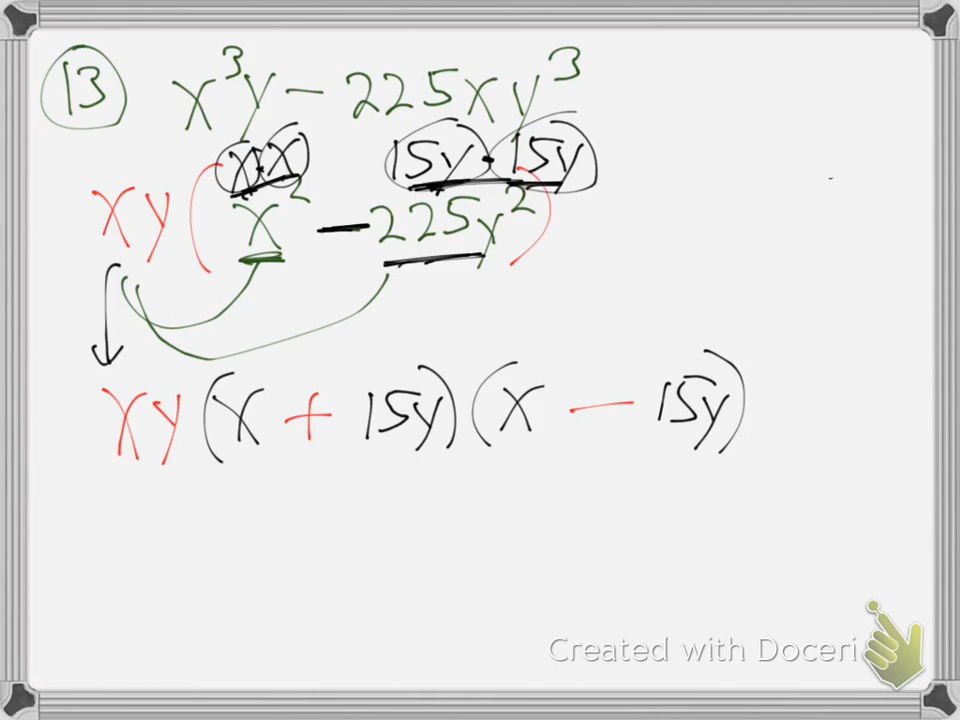 13 x³y - 225xy³
x·x 15y · 15y
xy ( x² - 225y² )
xy (x + 15y) (x - 15y)
Created with Doceri